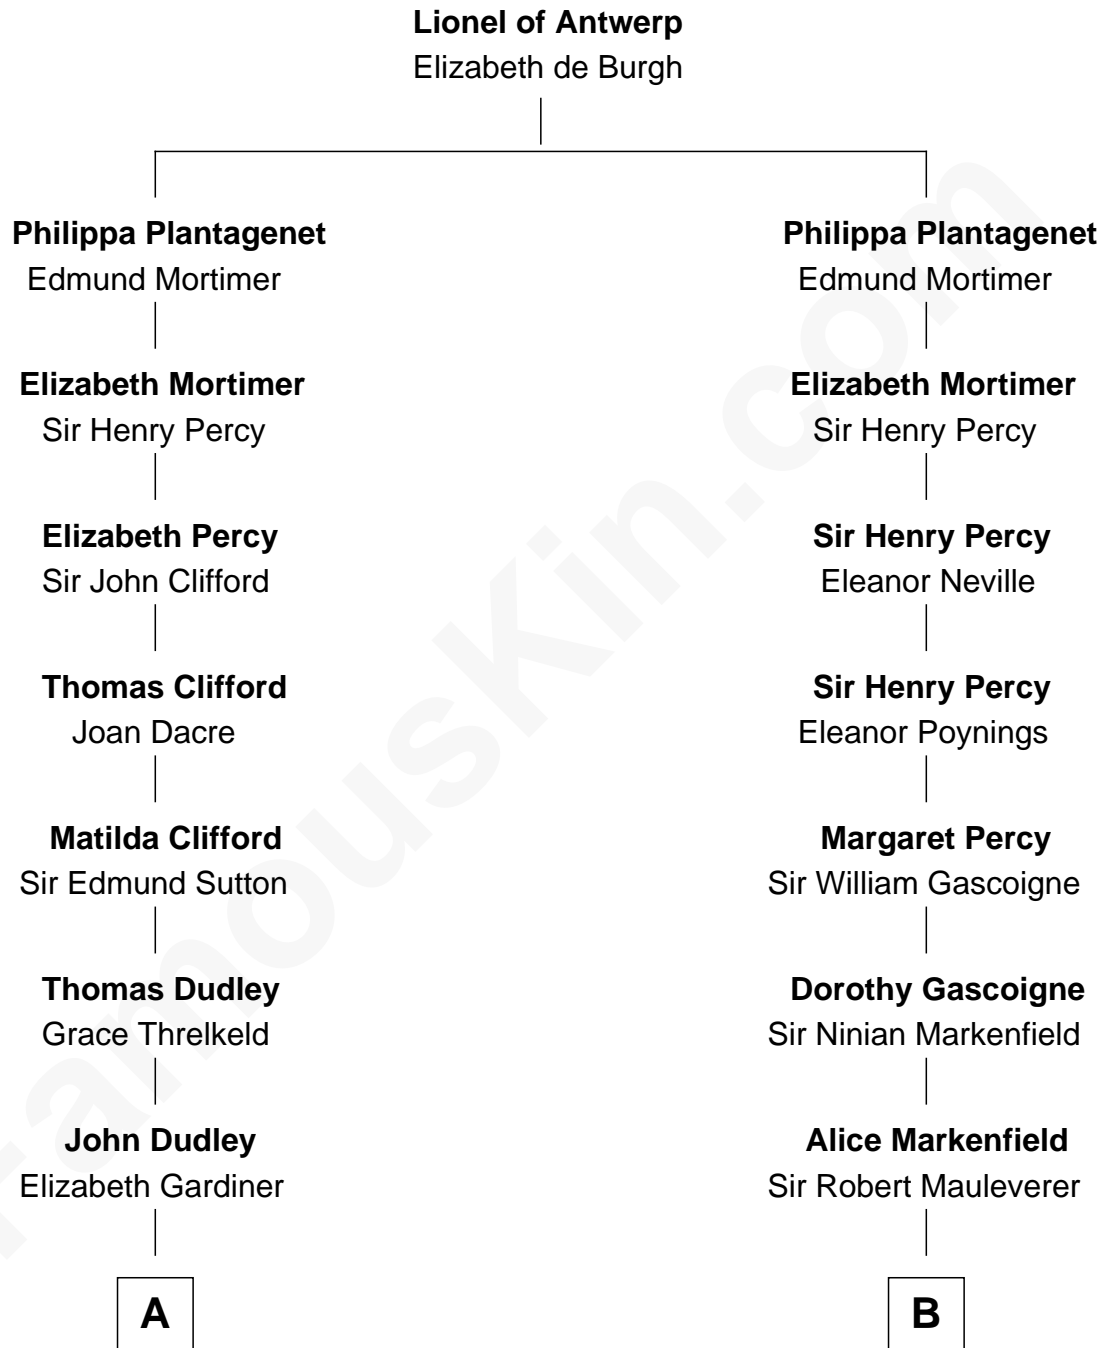 Lionel of Antwerp
Elizabeth de Burgh
Philippa Plantagenet
Edmund Mortimer
Elizabeth Mortimer
Sir Henry Percy
Elizabeth Percy
Sir John Clifford
Thomas Clifford
Joan Dacre
Matilda Clifford
Sir Edmund Sutton
Thomas Dudley
Grace Threlkeld
John Dudley
Elizabeth Gardiner
A
Philippa Plantagenet
Edmund Mortimer
Elizabeth Mortimer
Sir Henry Percy
Sir Henry Percy
Eleanor Neville
Sir Henry Percy
Eleanor Poynings
Margaret Percy
Sir William Gascoigne
Dorothy Gascoigne
Sir Ninian Markenfield
Alice Markenfield
Sir Robert Mauleverer
B
FamousKin.com